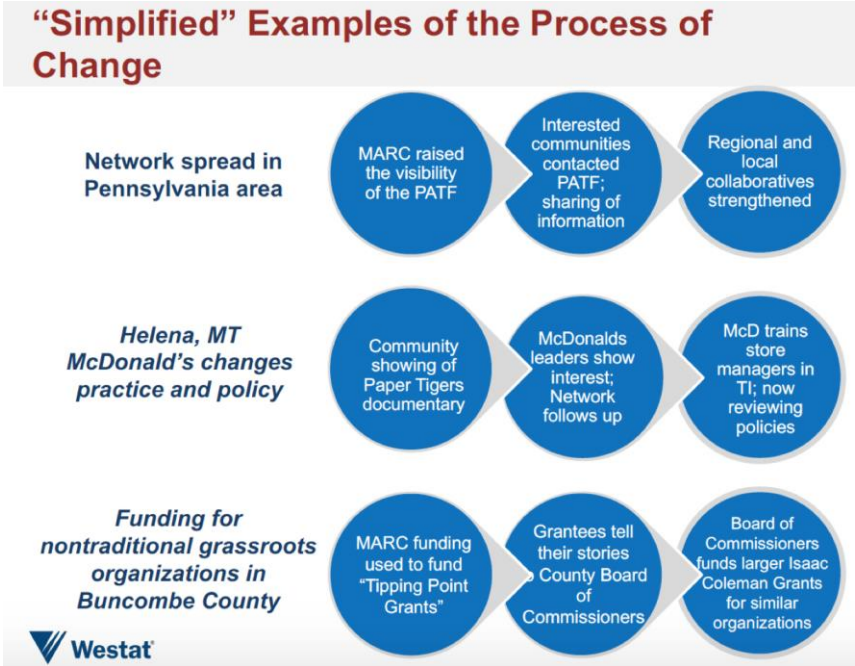 “Simplified” Examples of the Process of
Change
Network spread in
Pennsylvania area
MARC raised
the visibility
of the PATF
Interested
communities
contacted
PATF;
sharing of
information
Regional and
local
collaboratives
strengthened
Helena, MT
McDonald’s changes
practice and policy
Community
showing of
Paper Tigers
documentary
McDonalds
leaders show
interest;
Network
follows up
McD trains
store
managers in
TI; now
reviewing
policies
Funding for
nontraditional grassroots
organizations in
Buncombe County
MARC funding
used to fund
“Tipping Point
Grants”
Grantees tell
their stories
County Board
of
Commissioners
Board of
Commissioners
funds larger Isaac
Coleman Grants
for similar
organizations
Westat